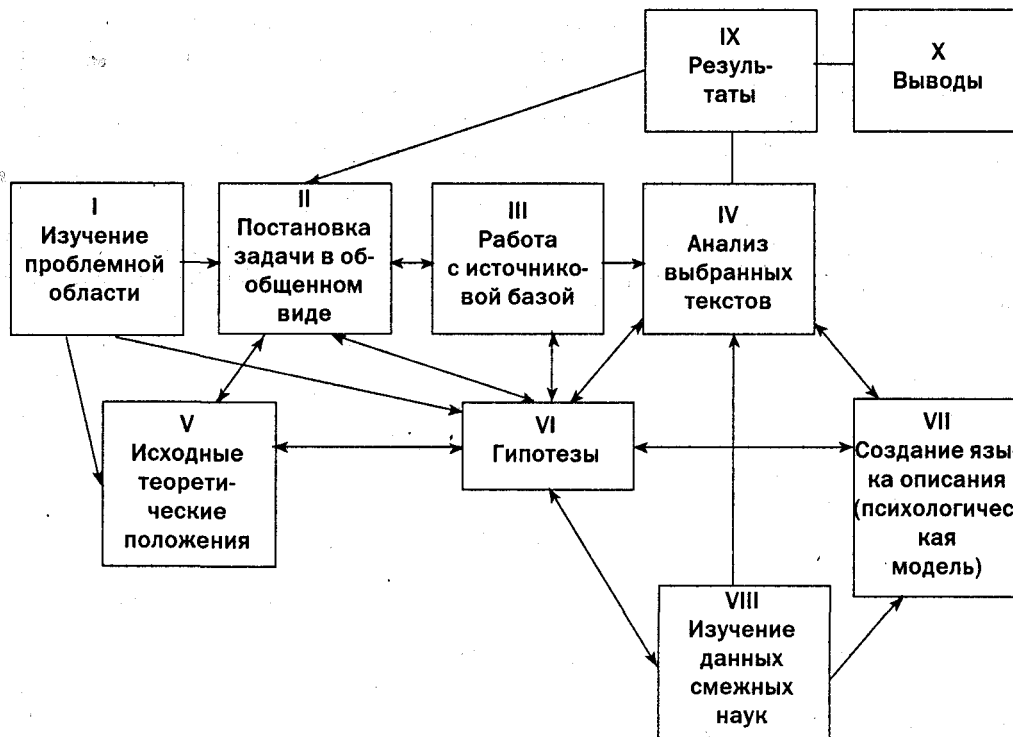 IX
Резуль-
таты
X
Выводы
I
Изучение
проблемной
области
II
Постановка
задачи в об-
общенном
виде
III
Работа
с источнико-
вой базой
IV
Анализ
выбранных
текстов
V
Исходные
теорети-
ческие
положения
VI
Гипотезы
VII
Создание язы-
ка описания
(психологичес
кая
модель)
VIII
Изучение
данных
смежных
наук